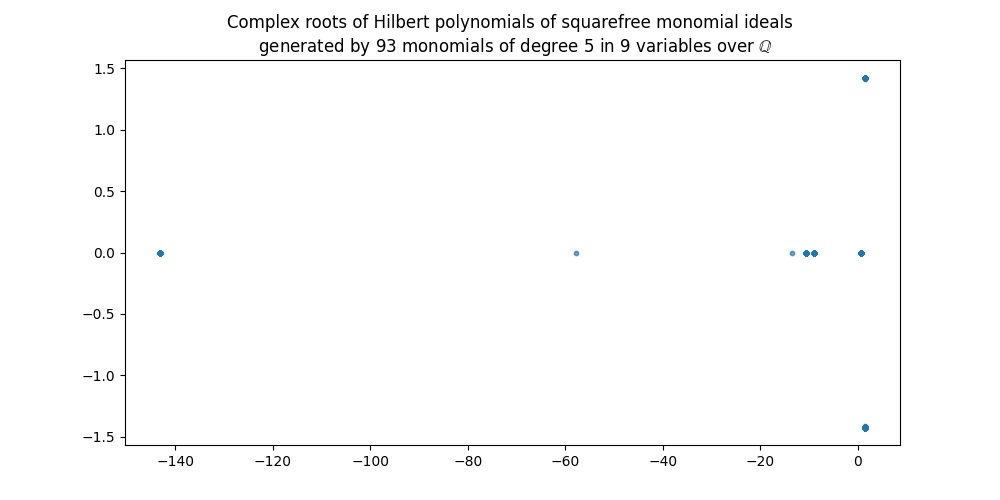 Complex roots of Hilbert polynomials of squarefree monomial ideals
generated by 93 monomials of degree 5 in 9 variables over ℚ
1.5
1.0
0.5
0.0
−0.5
−1.0
−1.5
−140 −120 −100 −80 −60 −40 −20 0